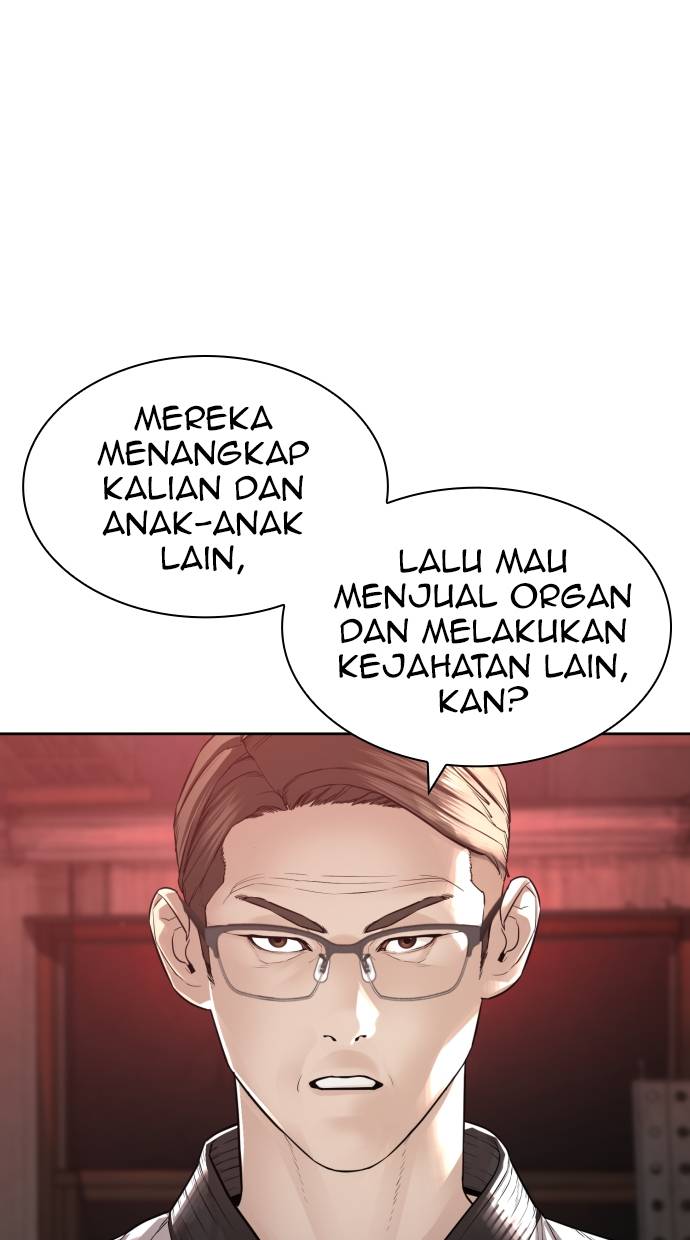 MEREKA
MENANGKAP
KALIAN DAN
ANAK-ANAK
LAIN,
LALU MAU
MENJUAL ORGAN
DAN MELAKUKAN
KEJAHATAN LAIN,
KAN?